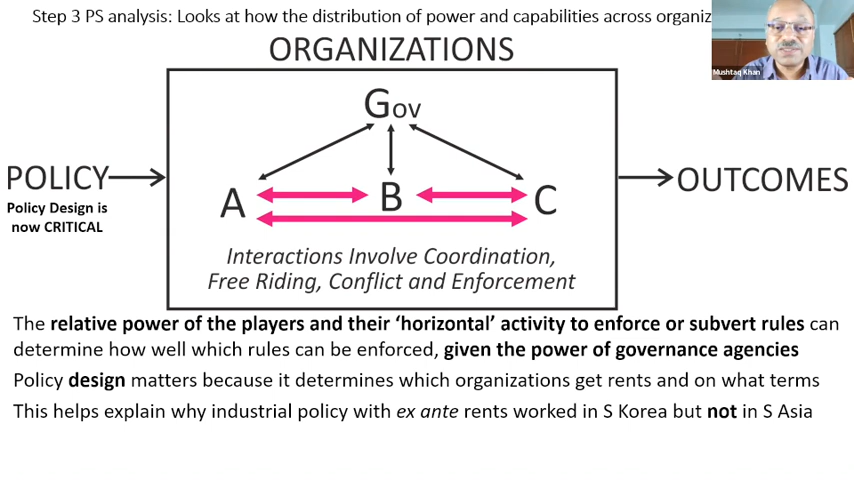 Step 3 PS analysis: Looks at how the distribution of power and capabilities across
Mushtaq Khan
ORGANIZATIONS
Gov
POLICY
OUTCOMES
Policy Design is
now CRITICAL
A
B
C
Interactions Involve Coordination,
Free Riding, Conflict and Enforcement
The relative power of the players and their ‘horizontal’ activity to enforce or subvert rules can
determine how well which rules can be enforced, given the power of governance agencies
Policy design matters because it determines which organizations get rents and on what terms
This helps explain why industrial policy with ex ante rents worked in S Korea but not in S Asia